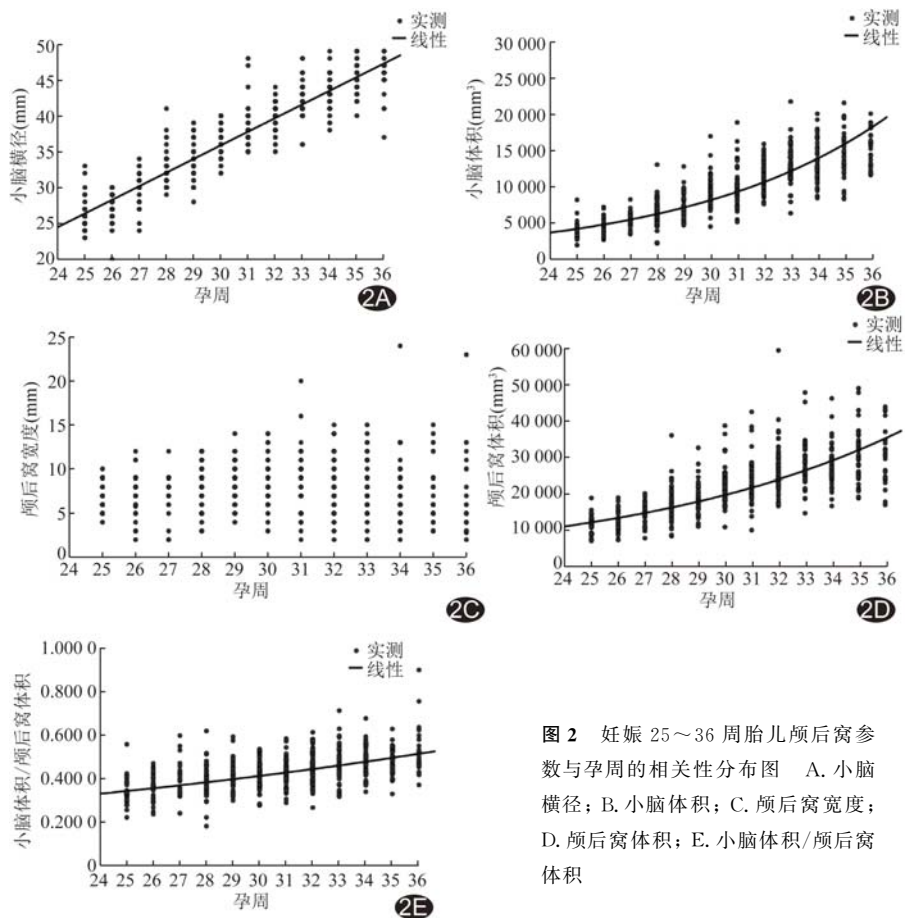 • 实测
— 线性
小脑横径(mm)
50
45
40
35
30
25
20
24 25 26 27 28 29 30 31 32 33 34 35 36
孕周
2A
• 实测
— 线性
小脑体积(mm³)
30 000
25 000
20 000
15 000
10 000
5 000
0
24 25 26 27 28 29 30 31 32 33 34 35 36
孕周
2B
颅后窝宽度(mm)
25
20
15
10
5
0
24 25 26 27 28 29 30 31 32 33 34 35 36
孕周
2C
• 实测
— 线性
颅后窝体积(mm³)
60 000
50 000
40 000
30 000
20 000
10 000
0
24 25 26 27 28 29 30 31 32 33 34 35 36
孕周
2D
• 实测
— 线性
小脑体积/颅后窝体积
1.000 0
0.800 0
0.600 0
0.400 0
0.200 0
0
24 25 26 27 28 29 30 31 32 33 34 35 36
孕周
2E
图 2 妊娠 25～36 周胎儿颅后窝参
数与孕周的相关性分布图 A. 小脑
横径; B. 小脑体积; C. 颅后窝宽度;
D. 颅后窝体积; E. 小脑体积/颅后窝
体积